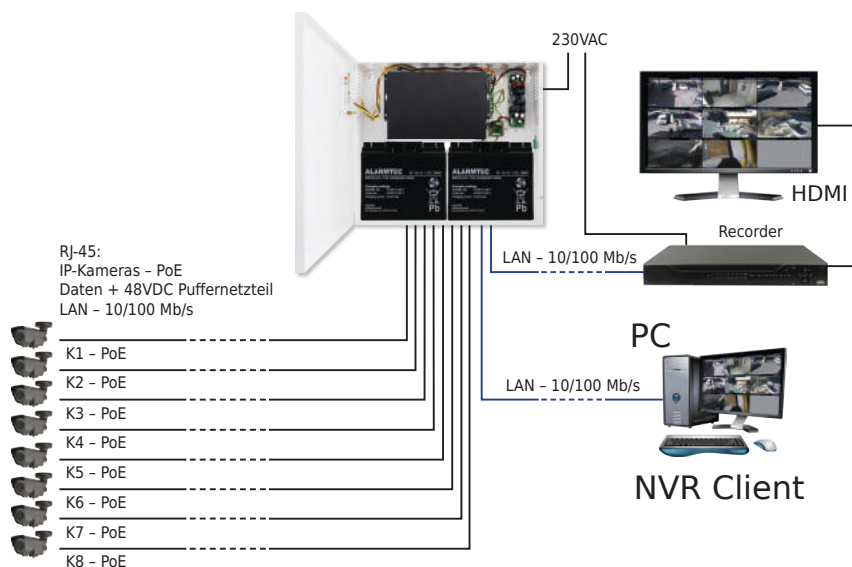 230VAC
ALARMTEC
Pb
ALARMTEC
Pb
HDMI
Recorder
LAN – 10/100 Mb/s
RJ-45:
IP-Kameras – PoE
Daten + 48VDC Puffernetzteil
LAN – 10/100 Mb/s
PC
LAN – 10/100 Mb/s
K1 – PoE
K2 – PoE
K3 – PoE
K4 – PoE
K5 – PoE
K6 – PoE
K7 – PoE
K8 – PoE
NVR Client